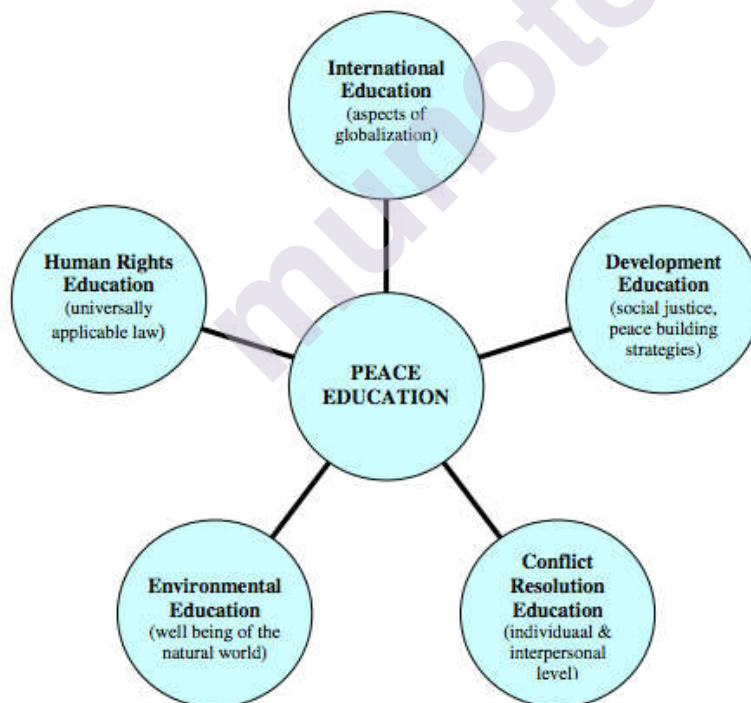 International
Education
(aspects of
globalization)
Human Rights
Education
(universally
applicable law)
Development
Education
(social justice,
peace building
strategies)
PEACE
EDUCATION
Environmental
Education
(well being of the
natural world)
Conflict
Resolution
Education
(individuaal &
interpersonal
level)
munote